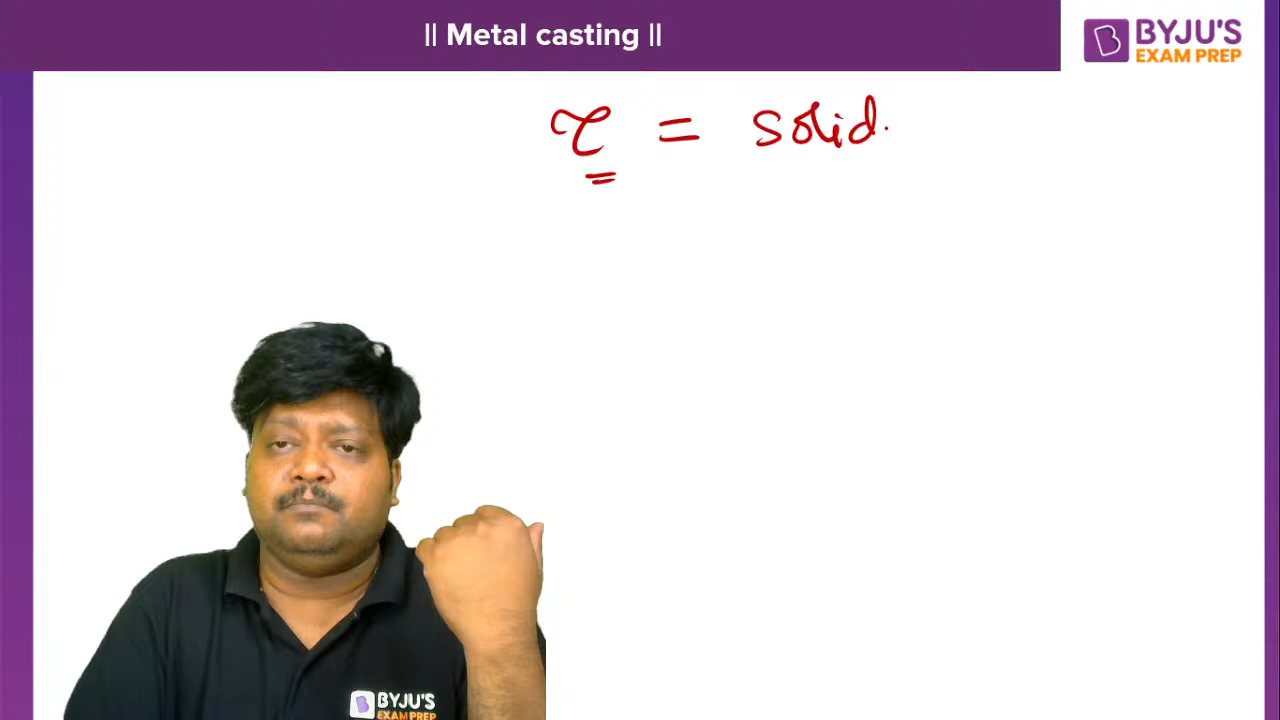 || Metal casting ||
BYJU'S
EXAM PREP
τ = solid.
BYJU'S
EXAM PREP